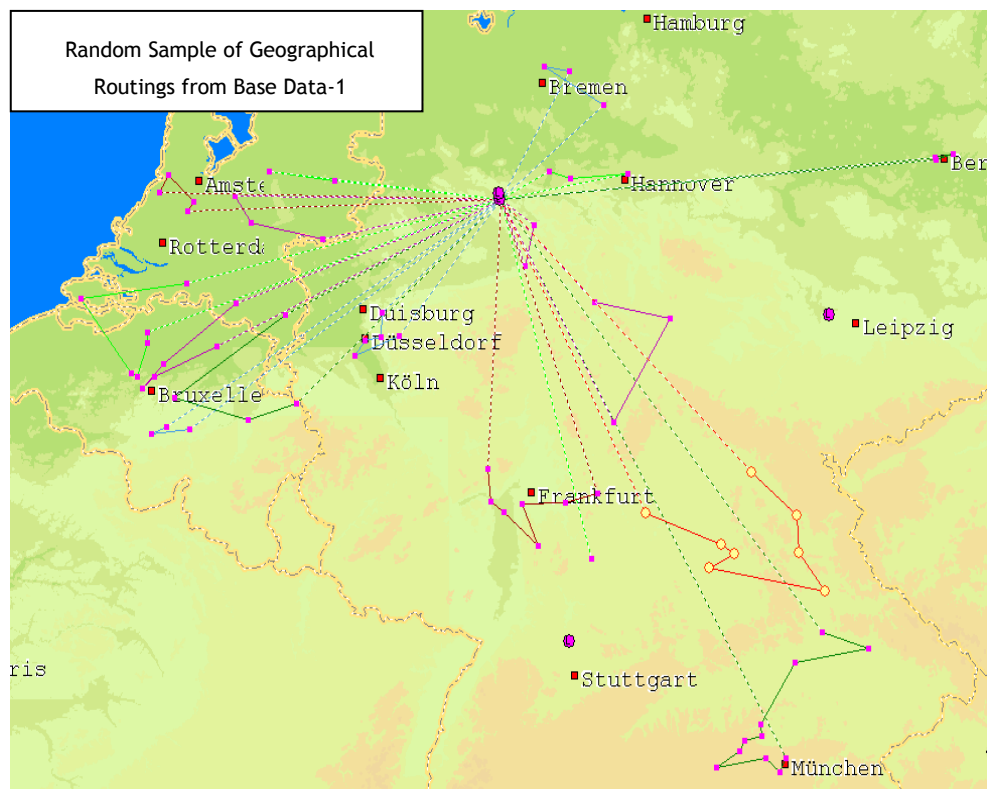 Random Sample of Geographical
Routings from Base Data-1
Hamburg
Bremen
Ber
Amste
Hannover
Rotterda
Duisburg
Leipzig
Düsseldorf
Köln
Bruxelle
Frankfurt
ris
Stuttgart
München